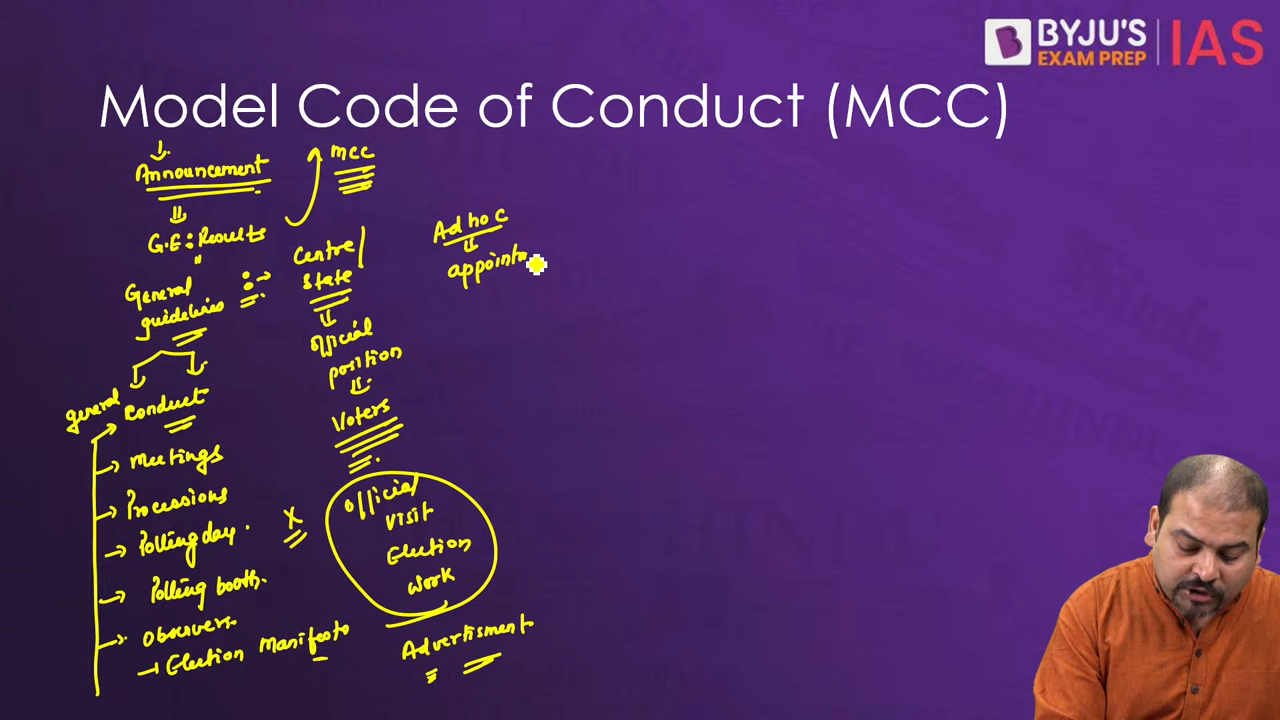 BYJU'S
EXAM PREP
IAS
Model Code of Conduct (MCC)
Announcement
G.E: Results
General
guidelines
general
Conduct
Meetings
Processions
Polling day.
Polling booth.
Observers
Election Manifesto
MCC
Centre/
State
Official
position
Voters
X
Official
Visit
Election
Work
Advertisment
Ad hoc
appoint